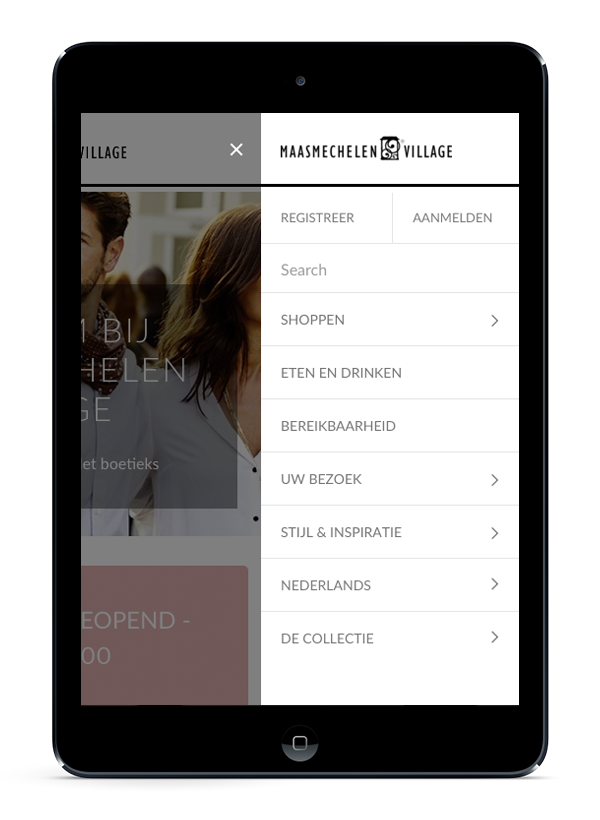 VILLAGE
MAASMECHELEN VILLAGE
REGISTREER
AANMELDEN
Search
SHOPPEN
ETEN EN DRINKEN
BEREIKBAARHEID
UW BEZOEK
STIJL & INSPIRATIE
NEDERLANDS
DE COLLECTIE
M BIJ
HELEN
GE
et boetieks
EOPEND -
00